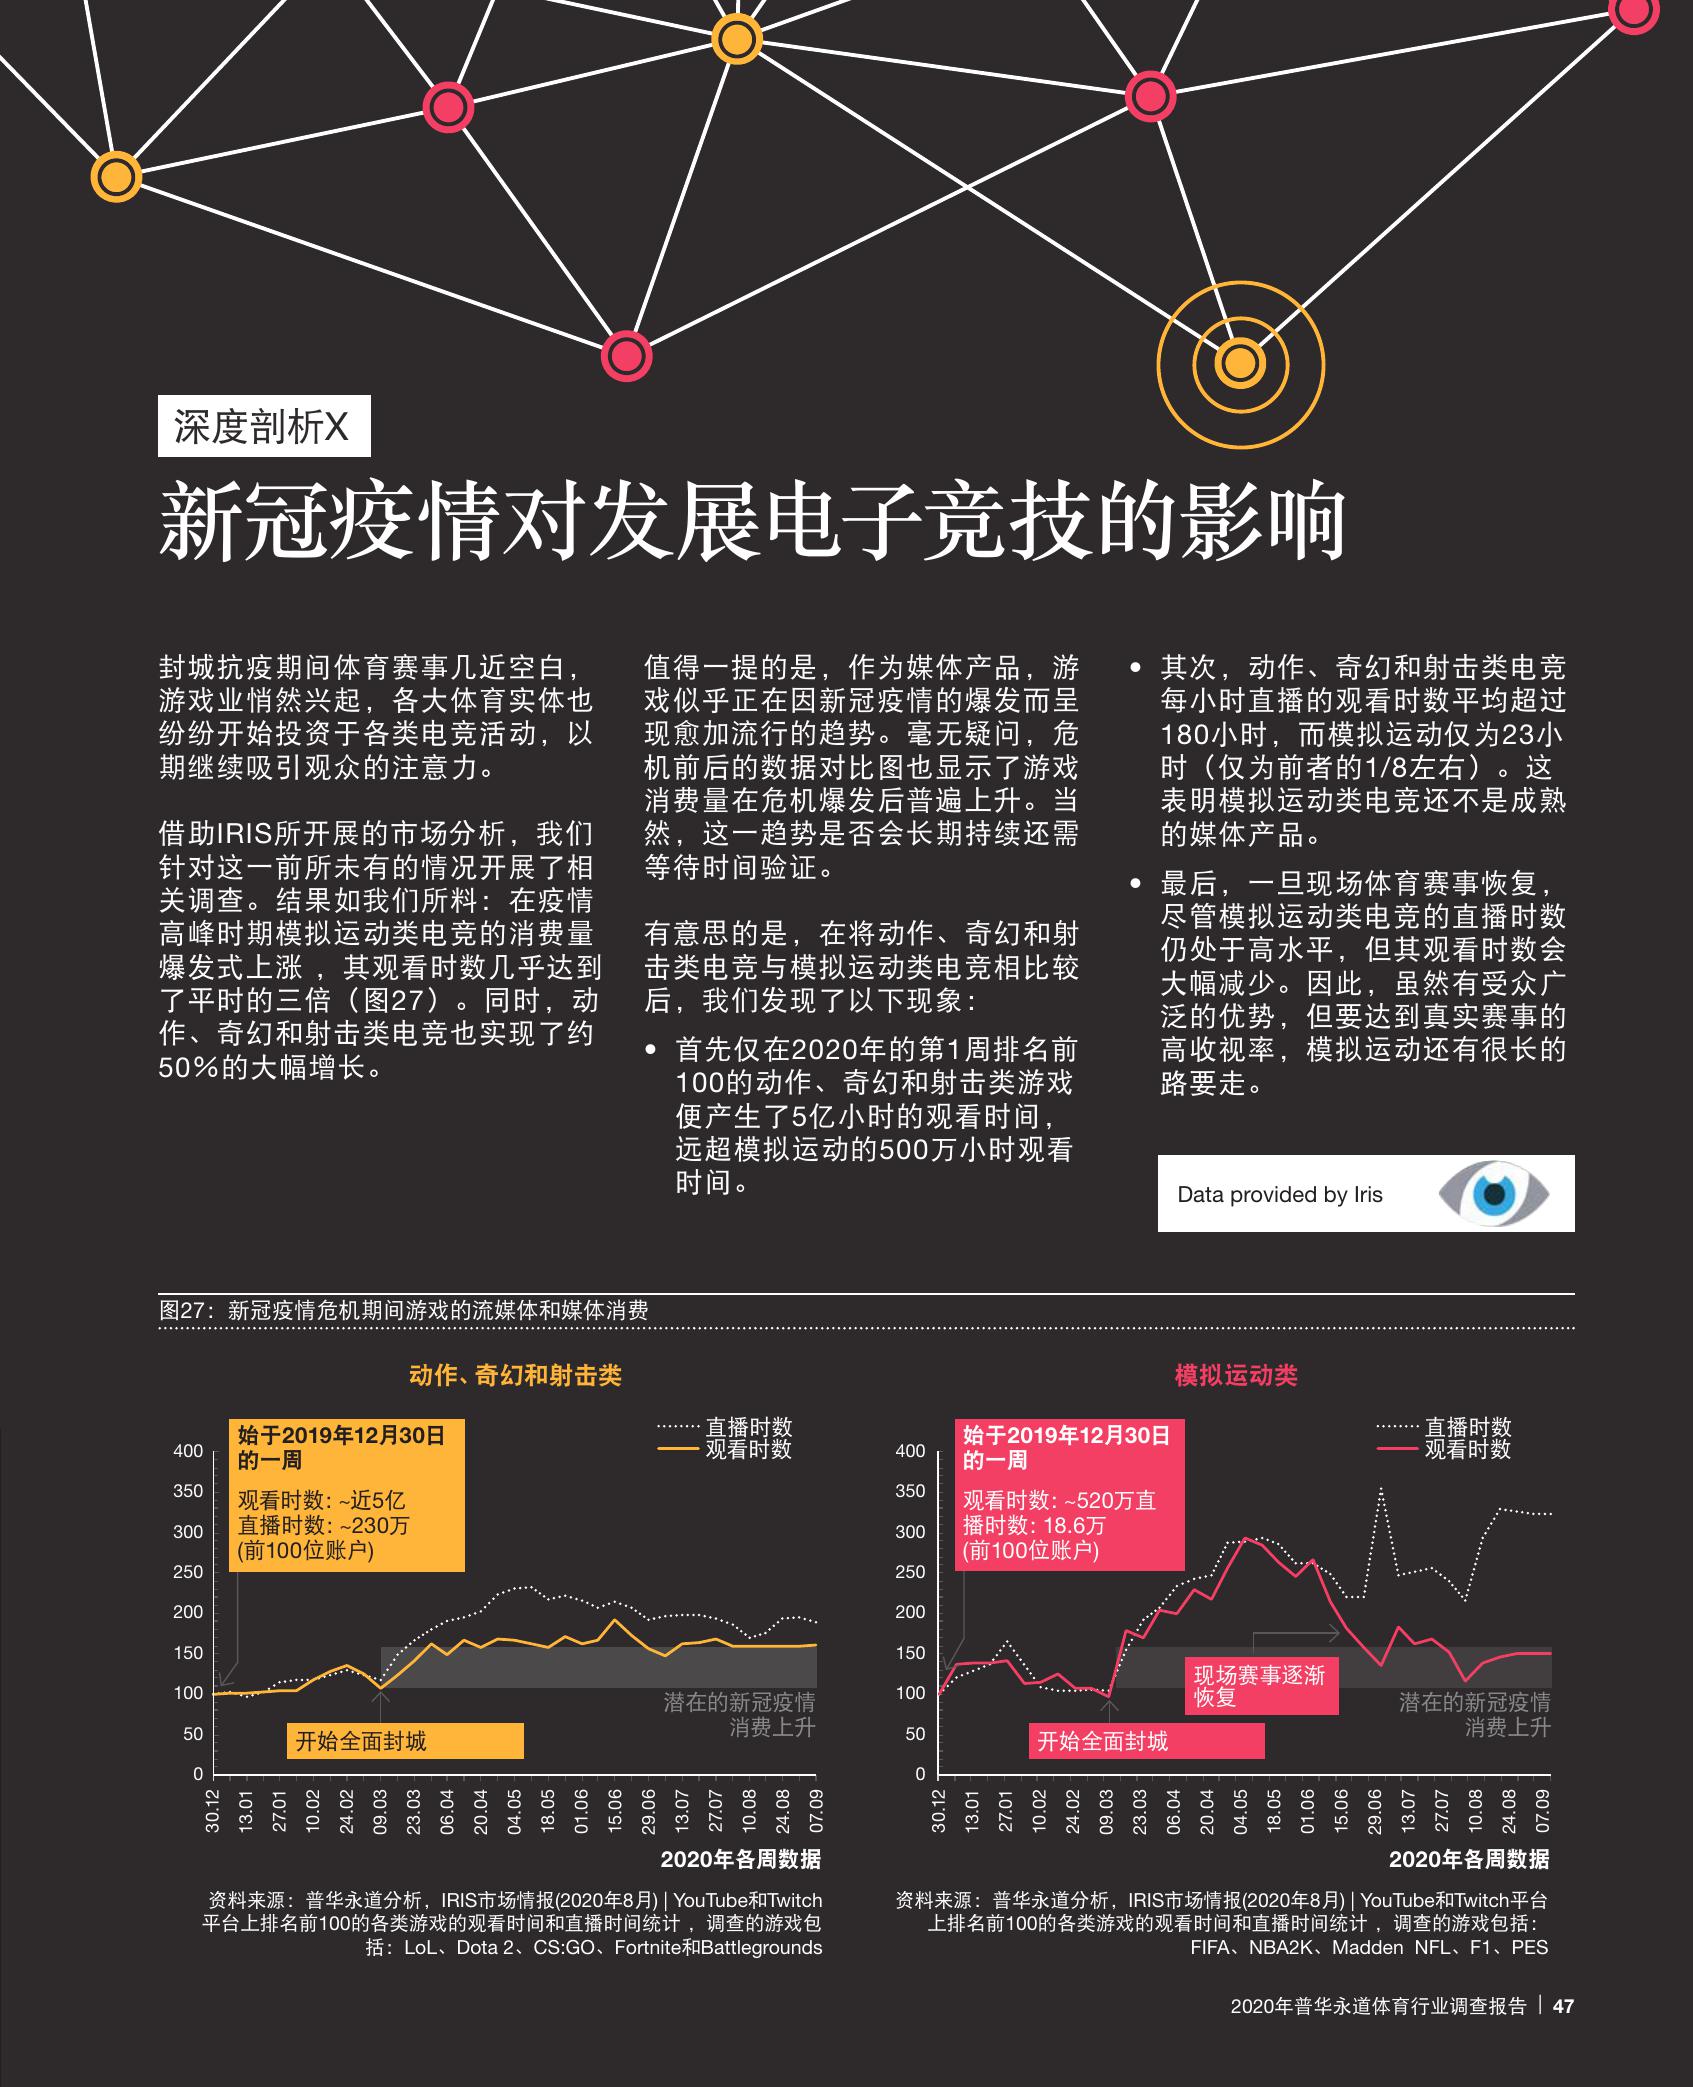 深度剖析X
新冠疫情对发展电子竞技的影响
封城抗疫期间体育赛事几近空白，
游戏业悄然兴起，各大体育实体也
纷纷开始投资于各类电竞活动，以
期继续吸引观众的注意力。
借助IRIS所开展的市场分析，我们
针对这一前所未有的情况开展了相
关调查。结果如我们所料：在疫情
高峰时期模拟运动类电竞的消费量
爆发式上涨 ，其观看时数几乎达到
了平时的三倍（图27）。同时，动
作、奇幻和射击类电竞也实现了约
50%的大幅增长。
值得一提的是，作为媒体产品，游
戏似乎正在因新冠疫情的爆发而呈
现愈加流行的趋势。毫无疑问，危
机前后的数据对比图也显示了游戏
消费量在危机爆发后普遍上升。当
然，这一趋势是否会长期持续还需
等待时间验证。
有意思的是，在将动作、奇幻和射
击类电竞与模拟运动类电竞相比较
后，我们发现了以下现象：
• 首先仅在2020年的第1周排名前
100的动作、奇幻和射击类游戏
便产生了5亿小时的观看时间，
远超模拟运动的500万小时观看
时间。
• 其次，动作、奇幻和射击类电竞
每小时直播的观看时数平均超过
180小时，而模拟运动仅为23小
时（仅为前者的1/8左右）。这
表明模拟运动类电竞还不是成熟
的媒体产品。
• 最后，一旦现场体育赛事恢复，
尽管模拟运动类电竞的直播时数
仍处于高水平，但其观看时数会
大幅减少。因此，虽然有受众广
泛的优势，但要达到真实赛事的
高收视率，模拟运动还有很长的
路要走。
Data provided by Iris
图27：新冠疫情危机期间游戏的流媒体和媒体消费
动作、奇幻和射击类
始于2019年12月30日
的一周
观看时数: ~近5亿
直播时数: ~230万
(前100位账户)
直播时数
观看时数
400
350
300
250
200
150
100
50
0
潜在的新冠疫情
消费上升
开始全面封城
30.12
13.01
27.01
10.02
24.02
09.03
23.03
06.04
20.04
04.05
18.05
01.06
15.06
29.06
13.07
27.07
10.08
24.08
07.09
2020年各周数据
资料来源：普华永道分析，IRIS市场情报(2020年8月) | YouTube和Twitch
平台上排名前100的各类游戏的观看时间和直播时间统计 ，调查的游戏包
括：LoL、Dota 2、CS:GO、Fortnite和Battlegrounds
模拟运动类
始于2019年12月30日
的一周
观看时数: ~520万直
播时数: 18.6万
(前100位账户)
直播时数
观看时数
400
350
300
250
200
150
100
50
0
现场赛事逐渐
恢复
潜在的新冠疫情
消费上升
开始全面封城
30.12
13.01
27.01
10.02
24.02
09.03
23.03
06.04
20.04
04.05
18.05
01.06
15.06
29.06
13.07
27.07
10.08
24.08
07.09
2020年各周数据
资料来源：普华永道分析，IRIS市场情报(2020年8月) | YouTube和Twitch平台
上排名前100的各类游戏的观看时间和直播时间统计 ，调查的游戏包括：
FIFA、NBA2K、Madden NFL、F1、PES
2020年普华永道体育行业调查报告 | 47